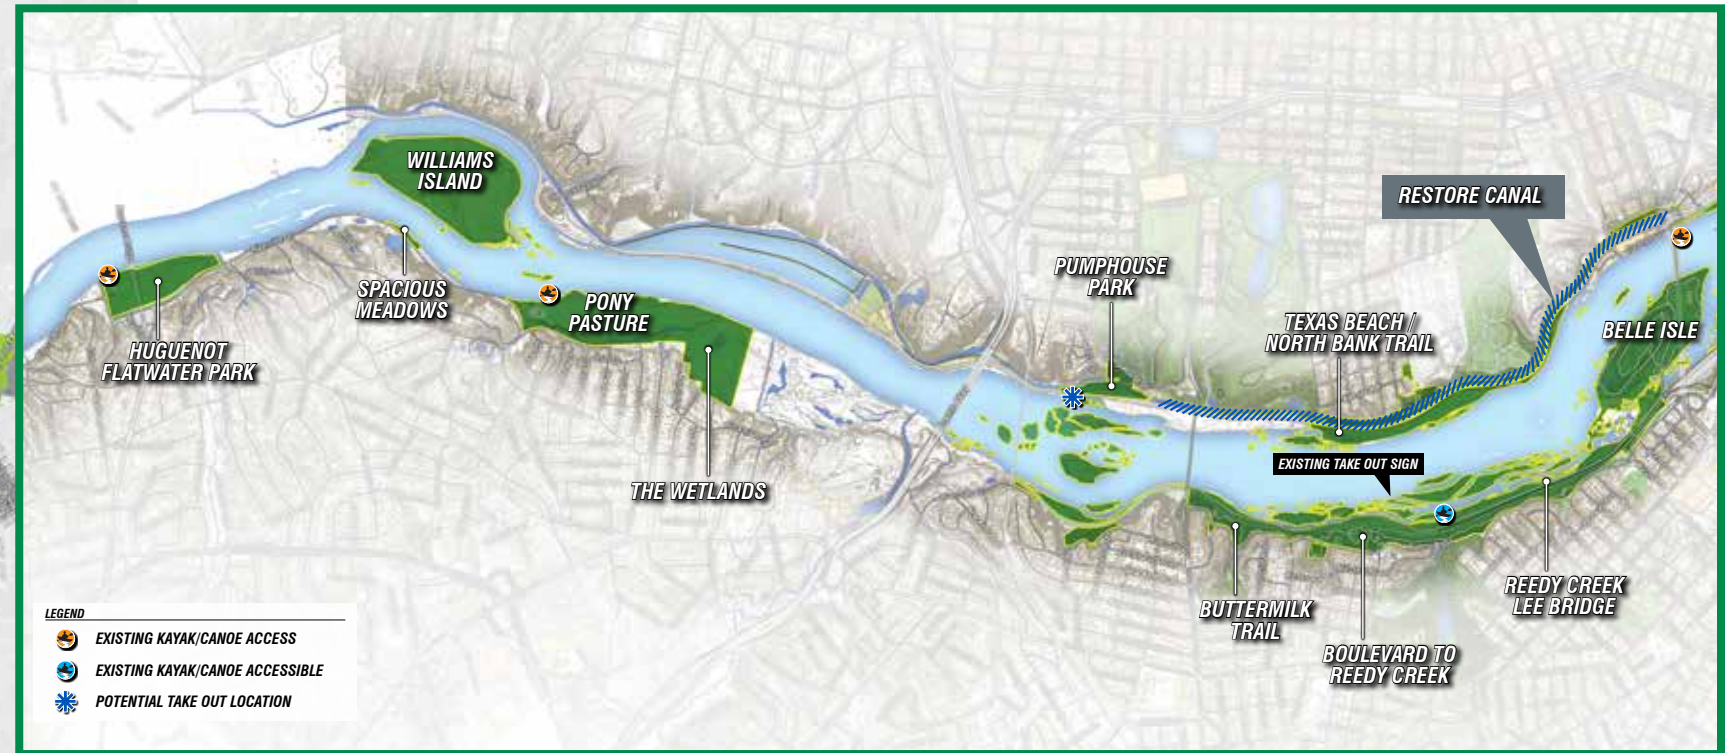 WILLIAMS
ISLAND
RESTORE CANAL
SPACIOUS
MEADOWS
PONY
PASTURE
PUMPHOUSE
PARK
TEXAS BEACH /
NORTH BANK TRAIL
BELLE ISLE
HUGUENOT
FLATWATER PARK
THE WETLANDS
EXISTING TAKE OUT SIGN
BUTTERMILK
TRAIL
BOULEVARD TO
REEDY CREEK
REEDY CREEK
LEE BRIDGE
LEGEND
EXISTING KAYAK/CANOE ACCESS
EXISTING KAYAK/CANOE ACCESSIBLE
POTENTIAL TAKE OUT LOCATION